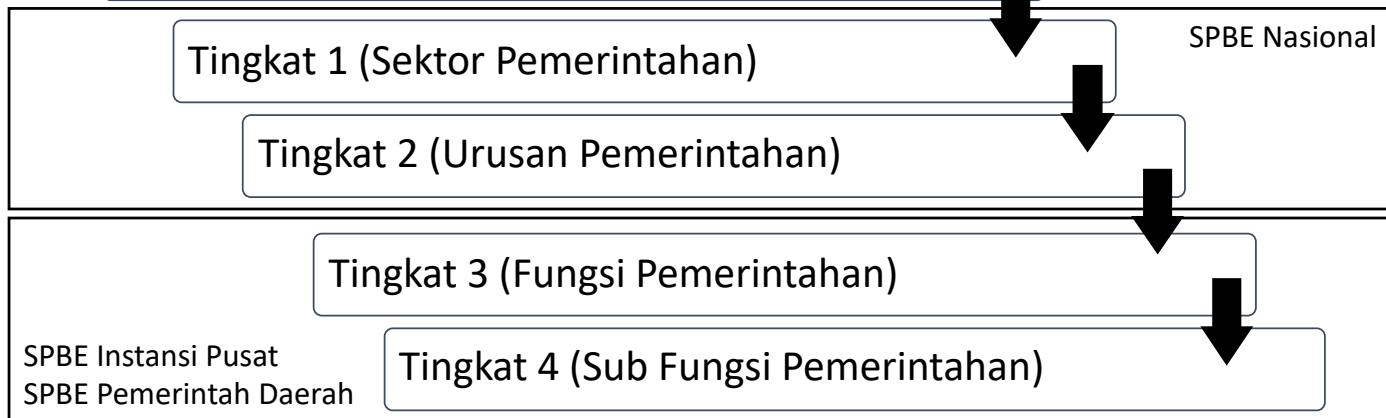 SPBE Nasional
Tingkat 1 (Sektor Pemerintahan)
Tingkat 2 (Urusan Pemerintahan)
Tingkat 3 (Fungsi Pemerintahan)
SPBE Instansi Pusat
SPBE Pemerintah Daerah
Tingkat 4 (Sub Fungsi Pemerintahan)